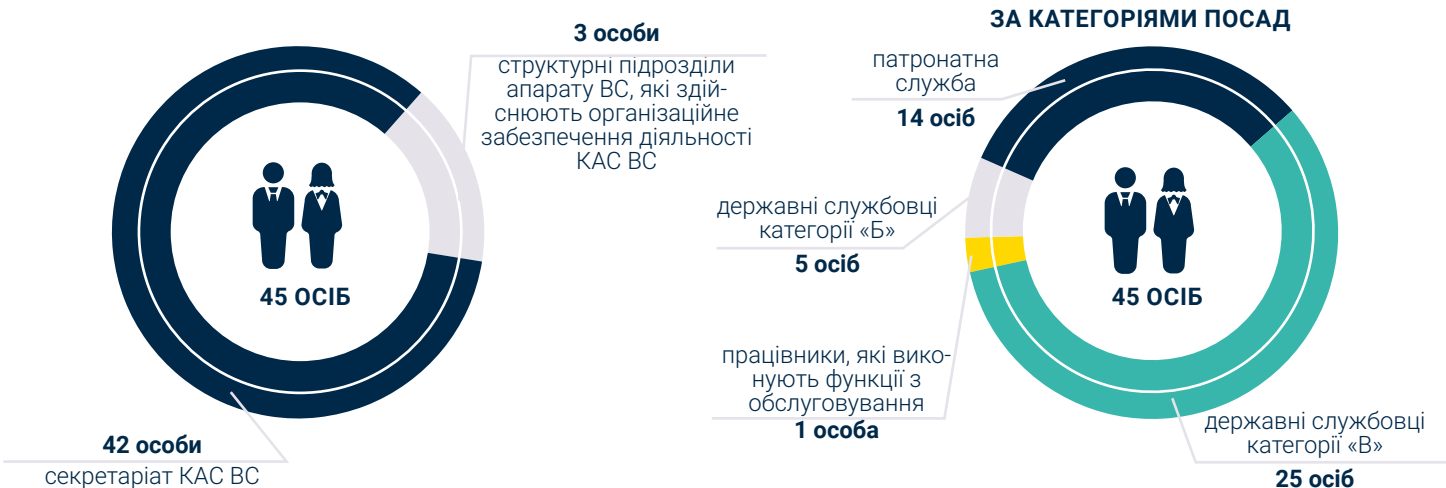 3 особи
структурні підрозділи
апарату ВС, які здій-
снюють організаційне
забезпечення діяльності
КАС ВС
45 ОСІБ
42 особи
секретаріат КАС ВС
ЗА КАТЕГОРІЯМИ ПОСАД
патронатна
служба
14 осіб
державні службовці
категорії «Б»
5 осіб
45 ОСІБ
працівники, які вико-
нують функції з
обслуговування
1 особа
державні службовці
категорії «В»
25 осіб